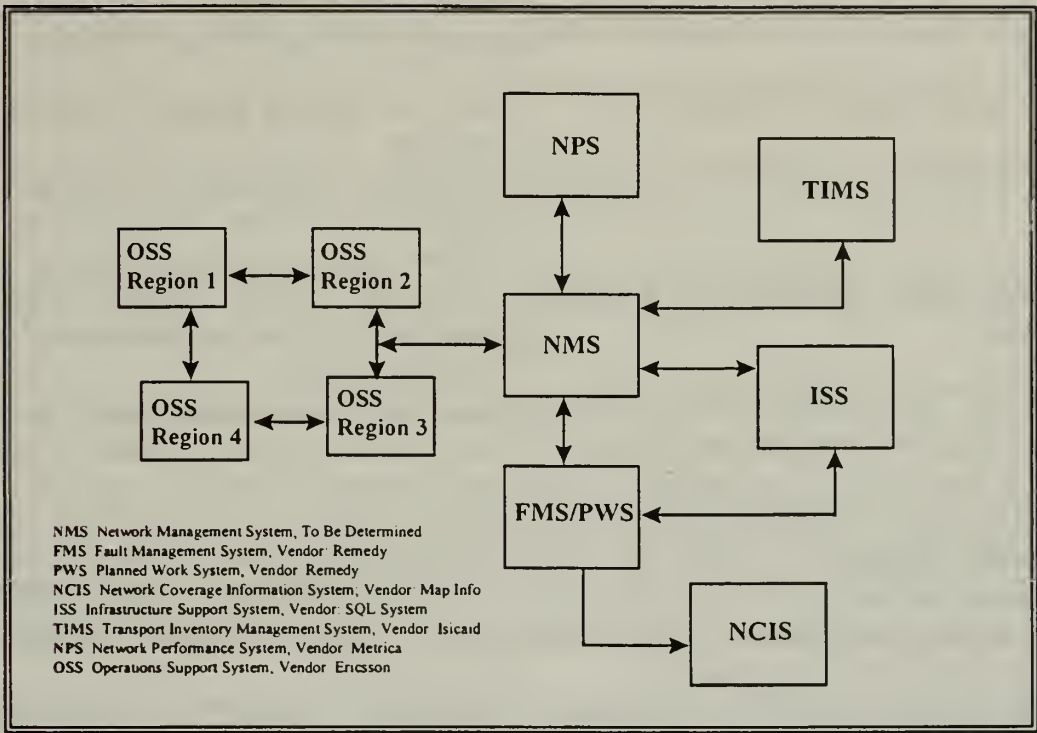 NPS
TIMS
OSS
Region 1
OSS
Region 2
NMS
ISS
OSS
Region 4
OSS
Region 3
FMS/PWS
NCIS
NMS Network Management System, To Be Determined
FMS Fault Management System, Vendor Remedy
PWS Planned Work System, Vendor Remedy
NCIS Network Coverage Information System, Vendor Map Info
ISS Infrastructure Support System, Vendor: SQL System
TIMS Transport Inventory Management System, Vendor Isicaid
NPS Network Performance System, Vendor Metrica
OSS Operations Support System, Vendor Ericsson